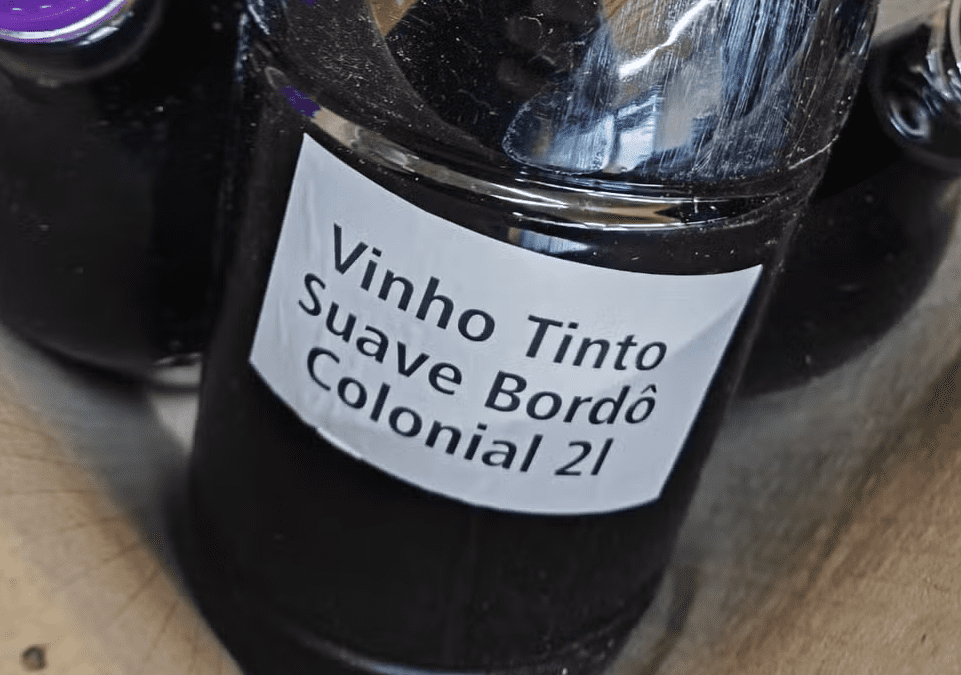 Vinho Tinto
Suave Bordô
Colonial 2l